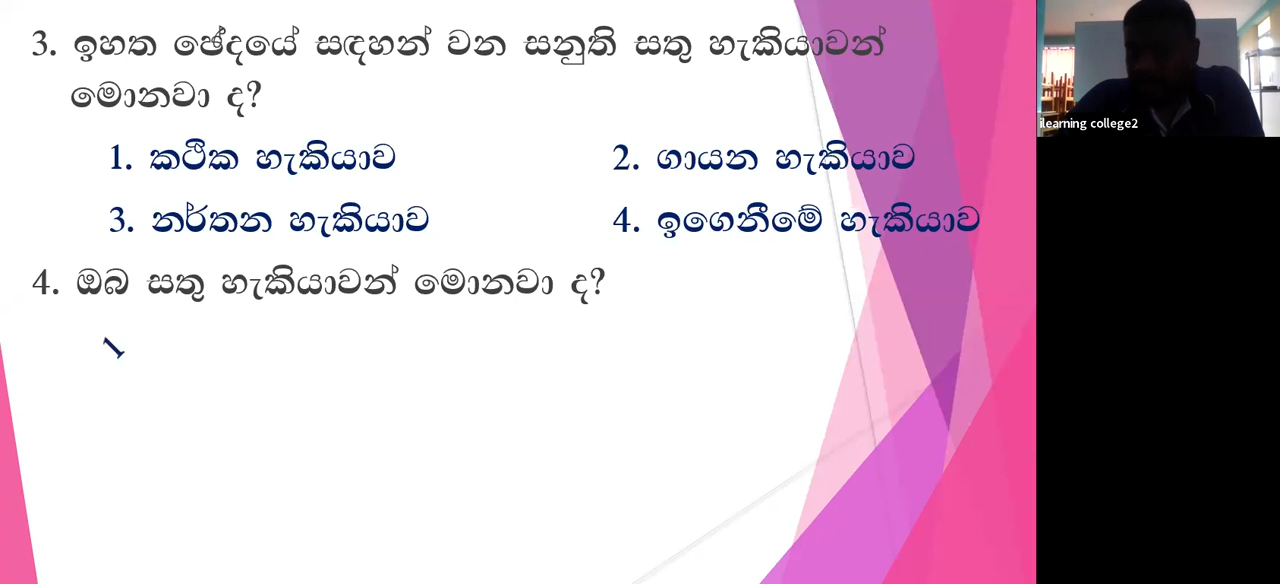 3. ඉහත ඡේදයේ සඳහන් වන සනුති සතු හැකියාවන්
මොනවා ද?
1. කථික හැකියාව
2. ගායන හැකියාව
3. නර්තන හැකියාව
4. ඉගෙනීමේ හැකියාව
4. ඔබ සතු හැකියාවන් මොනවා ද?
1
ilearning college2